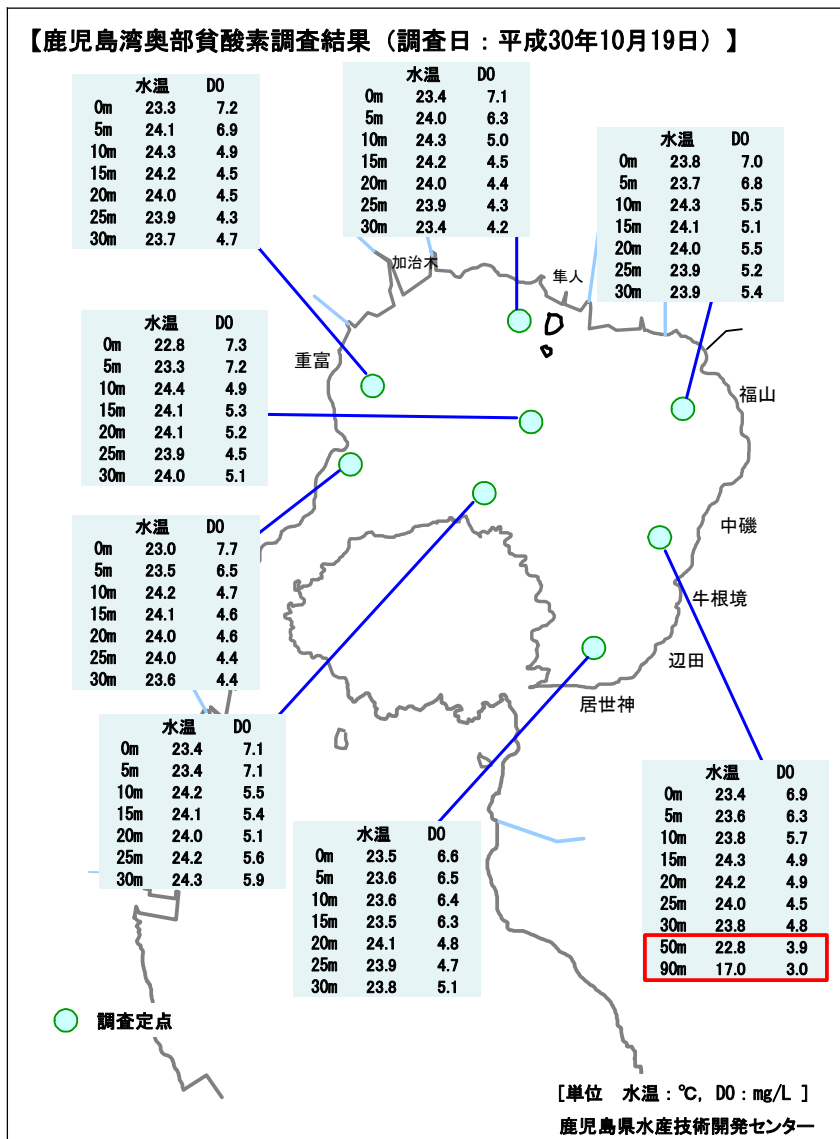 【鹿児島湾奥部貧酸素調査結果（調査日：平成30年10月19日）】
水温 DO
0m 23.3 7.2
5m 24.1 6.9
10m 24.3 4.9
15m 24.2 4.5
20m 24.0 4.5
25m 23.9 4.3
30m 23.7 4.7
水温 DO
0m 23.4 7.1
5m 24.0 6.3
10m 24.3 5.0
15m 24.2 4.5
20m 24.0 4.4
25m 23.9 4.3
30m 23.4 4.2
水温 DO
0m 23.8 7.0
5m 23.7 6.8
10m 24.3 5.5
15m 24.1 5.1
20m 24.0 5.5
25m 23.9 5.2
30m 23.9 5.4
加治木
隼人
重富
福山
中磯
牛根境
辺田
居世神
水温 DO
0m 22.8 7.3
5m 23.3 7.2
10m 24.4 4.9
15m 24.1 5.3
20m 24.1 5.2
25m 23.9 4.5
30m 24.0 5.1
水温 DO
0m 23.0 7.7
5m 23.5 6.5
10m 24.2 4.7
15m 24.1 4.6
20m 24.0 4.6
25m 24.0 4.4
30m 23.6 4.4
水温 DO
0m 23.4 7.1
5m 23.4 7.1
10m 24.2 5.5
15m 24.1 5.4
20m 24.0 5.1
25m 24.2 5.6
30m 24.3 5.9
水温 DO
0m 23.5 6.6
5m 23.6 6.5
10m 23.6 6.4
15m 23.5 6.3
20m 24.1 4.8
25m 23.9 4.7
30m 23.8 5.1
水温 DO
0m 23.4 6.9
5m 23.6 6.3
10m 23.8 5.7
15m 24.3 4.9
20m 24.2 4.9
25m 24.0 4.5
30m 23.8 4.8
50m 22.8 3.9
90m 17.0 3.0
調査定点
［単位 水温：℃, DO：mg/L ］
鹿児島県水産技術開発センター